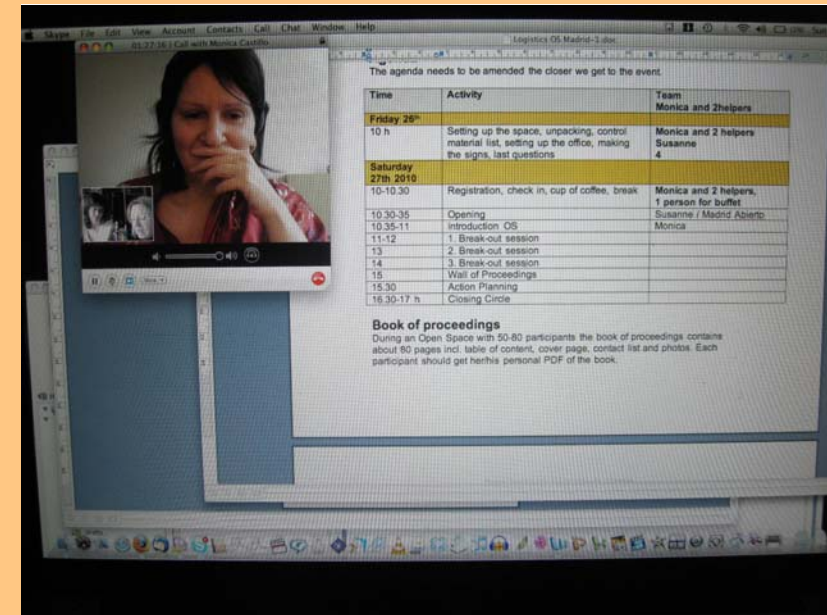 Skype File Edit View Account Contacts Call Chat Window Help
01:27:16 | Call with Monica Castillo
Logistics OS Madrid-3.doc
The agenda needs to be amended the closer we get to the event.
Time Activity Team
Monica and 2helpers
Friday 26th
10 h Setting up the space, unpacking, control Monica and 2 helpers
material list, setting up the office, making Susanne
the signs, last questions 4
Saturday
27th 2010
10-10.30 Registration, check in, cup of coffee, break Monica and 2 helpers,
1 person for buffet
10.30-35 Opening Susanne / Madrid Abierto
10.35-11 Introduction OS Monica
11-12 1. Break-out session
13 2. Break-out session
14 3. Break-out session
15 Wall of Proceedings
15.30 Action Planning
16.30-17 h Closing Circle
Book of proceedings
During an Open Space with 50-80 participants the book of proceedings contains
about 80 pages incl. table of content, cover page, contact list and photos. Each
participant should get her/his personal PDF of the book.